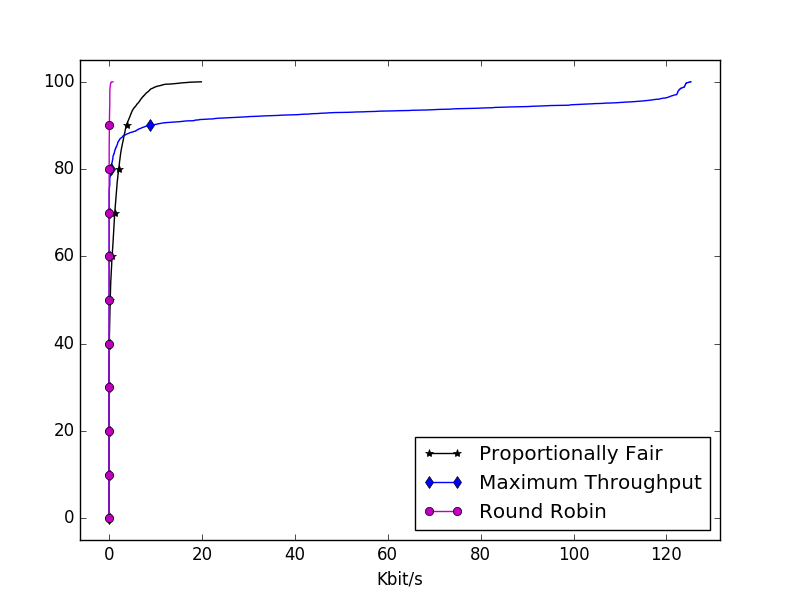 100
80
60
40
20
0
0 20 40 60 80 100 120
Kbit/s
Proportionally Fair
Maximum Throughput
Round Robin